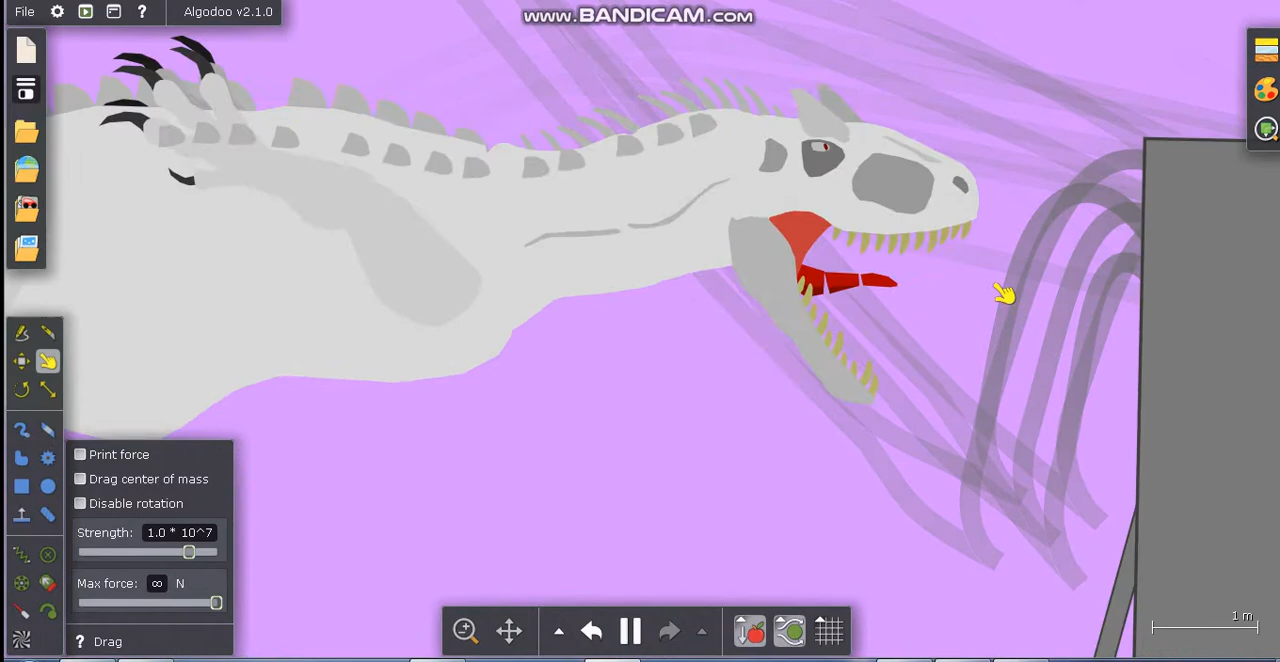 File ? Algodoo v2.1.0
www.BANDICAM.com
Print force
Drag center of mass
Disable rotation
Strength: 1.0 * 10^7
Max force: ∞ N
? Drag
1 m